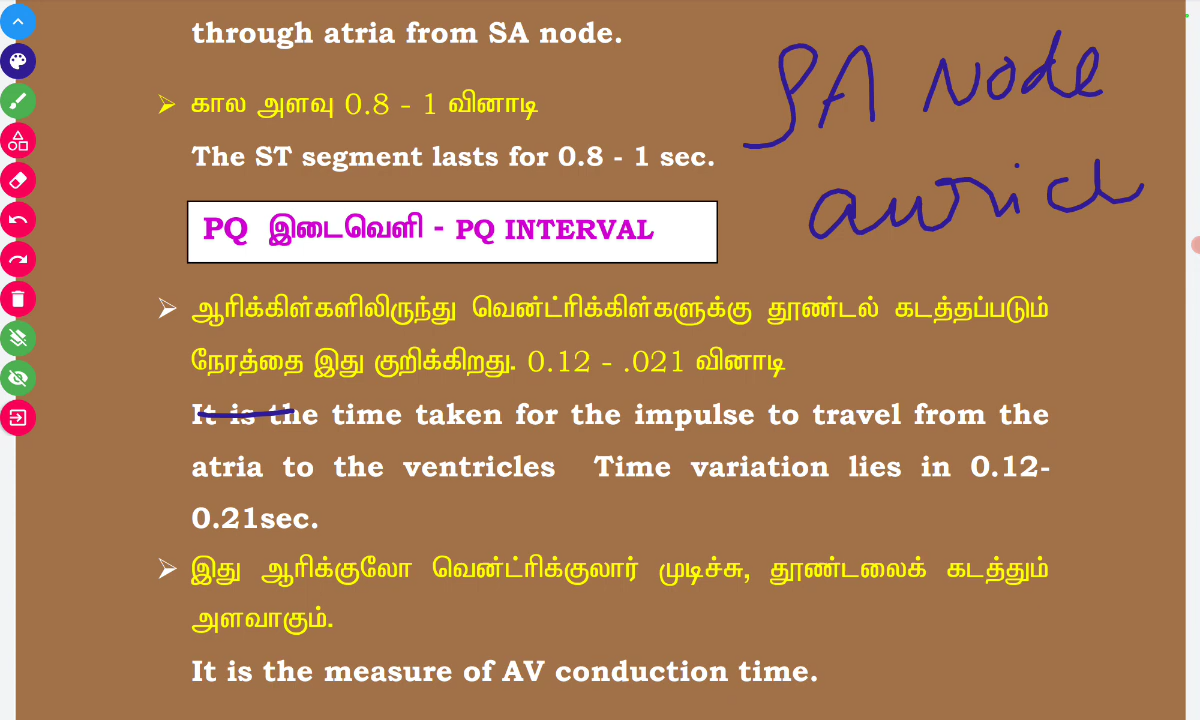 through atria from SA node.
SA Node
➢ கால அளவு 0.8 - 1 வினாடி
The ST segment lasts for 0.8 - 1 sec.
PQ இடைவெளி - PQ INTERVAL
➢ ஆரிக்கிள்களிலிருந்து வென்ட்ரிக்கிள்களுக்கு தூண்டல் கடத்தப்படும்
நேரத்தை இது குறிக்கிறது. 0.12 - .021 வினாடி
It is the time taken for the impulse to travel from the
atria to the ventricles Time variation lies in 0.12-
0.21sec.
➢ இது ஆரிக்குலோ வென்ட்ரிக்குலார் முடிச்சு, தூண்டலைக் கடத்தும்
அளவாகும்.
It is the measure of AV conduction time.